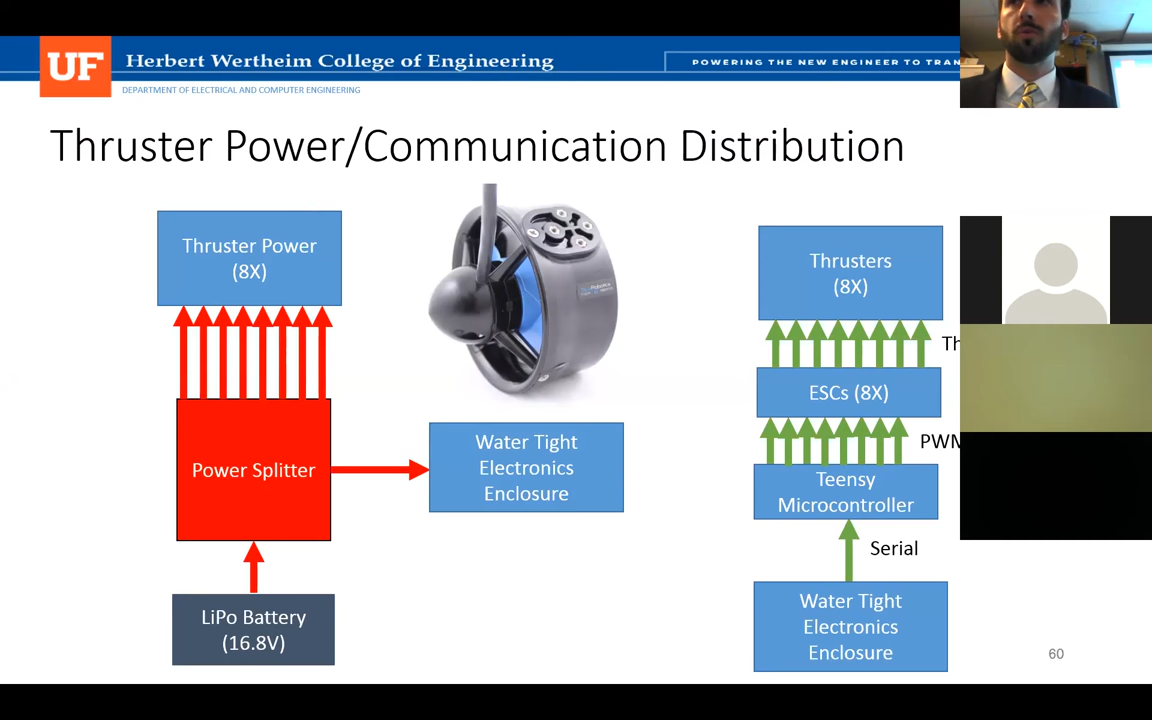 UF
Herbert Wertheim College of Engineering
POWERING THE NEW ENGINEER TO
DEPARTMENT OF ELECTRICAL AND COMPUTER ENGINEERING
Thruster Power/Communication Distribution
Thruster Power
(8X)
Power Splitter
LiPo Battery
(16.8V)
Water Tight
Electronics
Enclosure
Thrusters
(8X)
Th
ESCs (8X)
PWM
Teensy
Microcontroller
Serial
Water Tight
Electronics
Enclosure
60